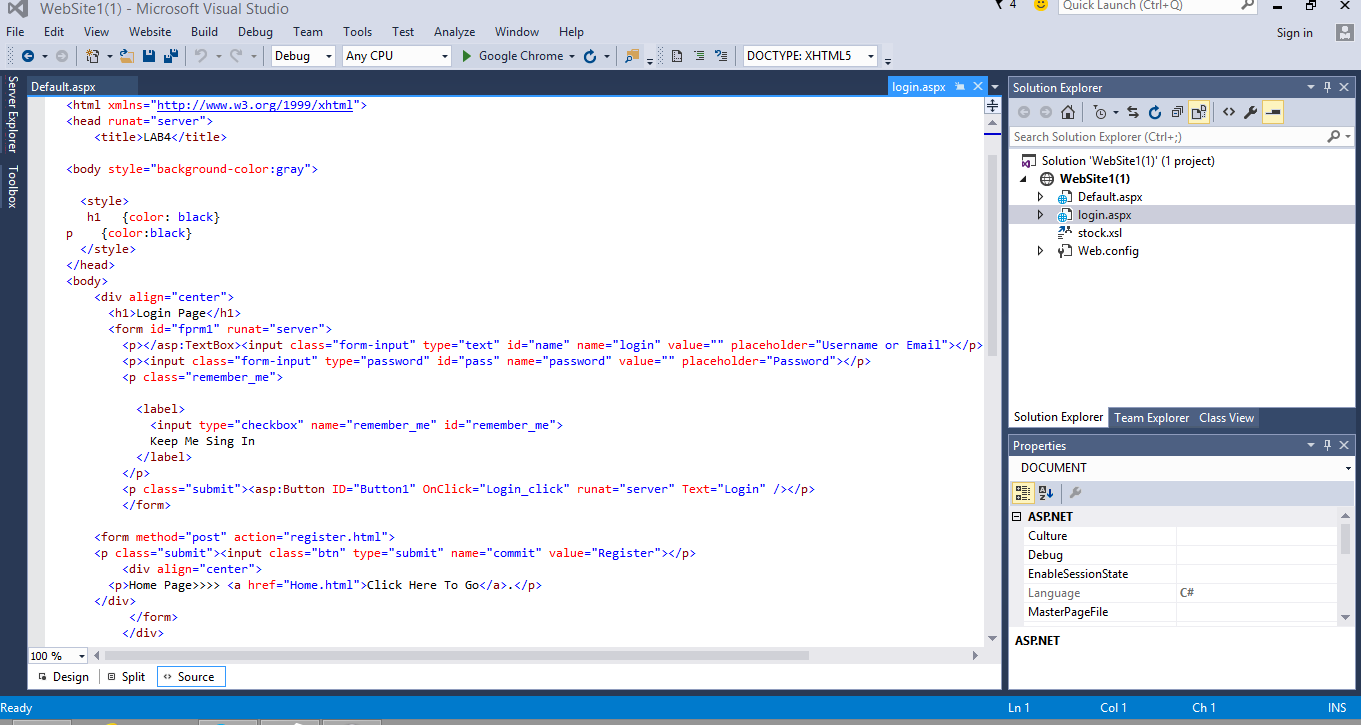 WebSite1(1) - Microsoft Visual Studio
4
Quick Launch (Ctrl+Q)
File Edit View Website Build Debug Team Tools Test Analyze Window Help
Sign in
Debug Any CPU Google Chrome DOCTYPE: XHTML5
Server Explorer
Toolbox
Default.aspx
login.aspx
<html xmlns="http://www.w3.org/1999/xhtml">
<head runat="server">
<title>LAB4</title>
<body style="background-color:gray">
<style>
h1 {color: black}
p {color:black}
</style>
</head>
<body>
<div align="center">
<h1>Login Page</h1>
<form id="fprm1" runat="server">
<p></asp:TextBox><input class="form-input" type="text" id="name" name="login" value="" placeholder="Username or Email"></p>
<p><input class="form-input" type="password" id="pass" name="password" value="" placeholder="Password"></p>
<p class="remember_me">
<label>
<input type="checkbox" name="remember_me" id="remember_me">
Keep Me Sing In
</label>
</p>
<p class="submit"><asp:Button ID="Button1" OnClick="Login_click" runat="server" Text="Login" /></p>
</form>
<form method="post" action="register.html">
<p class="submit"><input class="btn" type="submit" name="commit" value="Register"></p>
<div align="center">
<p>Home Page>>>> <a href="Home.html">Click Here To Go</a>.</p>
</div>
</form>
</div>
100 %
Design Split Source
Solution Explorer
Search Solution Explorer (Ctrl+;)
Solution 'WebSite1(1)' (1 project)
WebSite1(1)
Default.aspx
login.aspx
stock.xsl
Web.config
Solution Explorer Team Explorer Class View
Properties
DOCUMENT
ASP.NET
Culture
Debug
EnableSessionState
Language C#
MasterPageFile
ASP.NET
Ready Ln 1 Col 1 Ch 1 INS